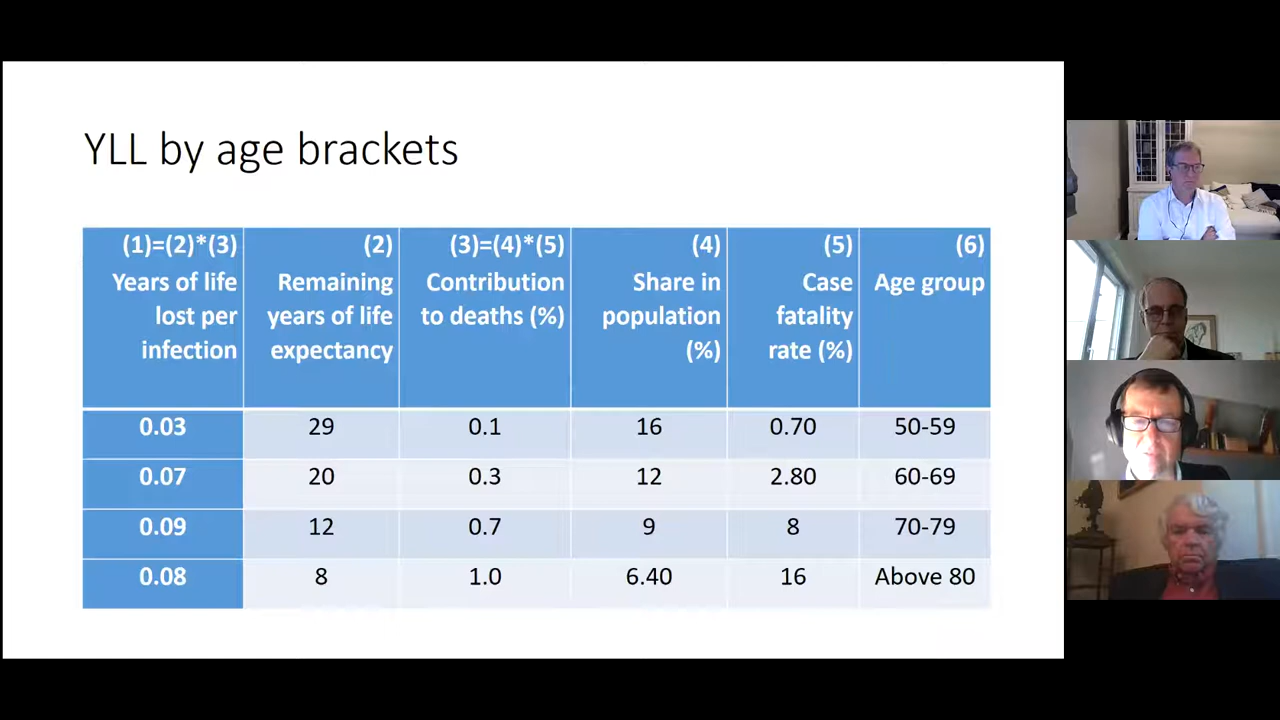 YLL by age brackets
(1)=(2)*(3) (2) (3)=(4)*(5) (4) (5) (6)
Years of life lost per infection Remaining years of life expectancy Contribution to deaths (%) Share in population (%) Case fatality rate (%) Age group
0.03 29 0.1 16 0.70 50-59
0.07 20 0.3 12 2.80 60-69
0.09 12 0.7 9 8 70-79
0.08 8 1.0 6.40 16 Above 80